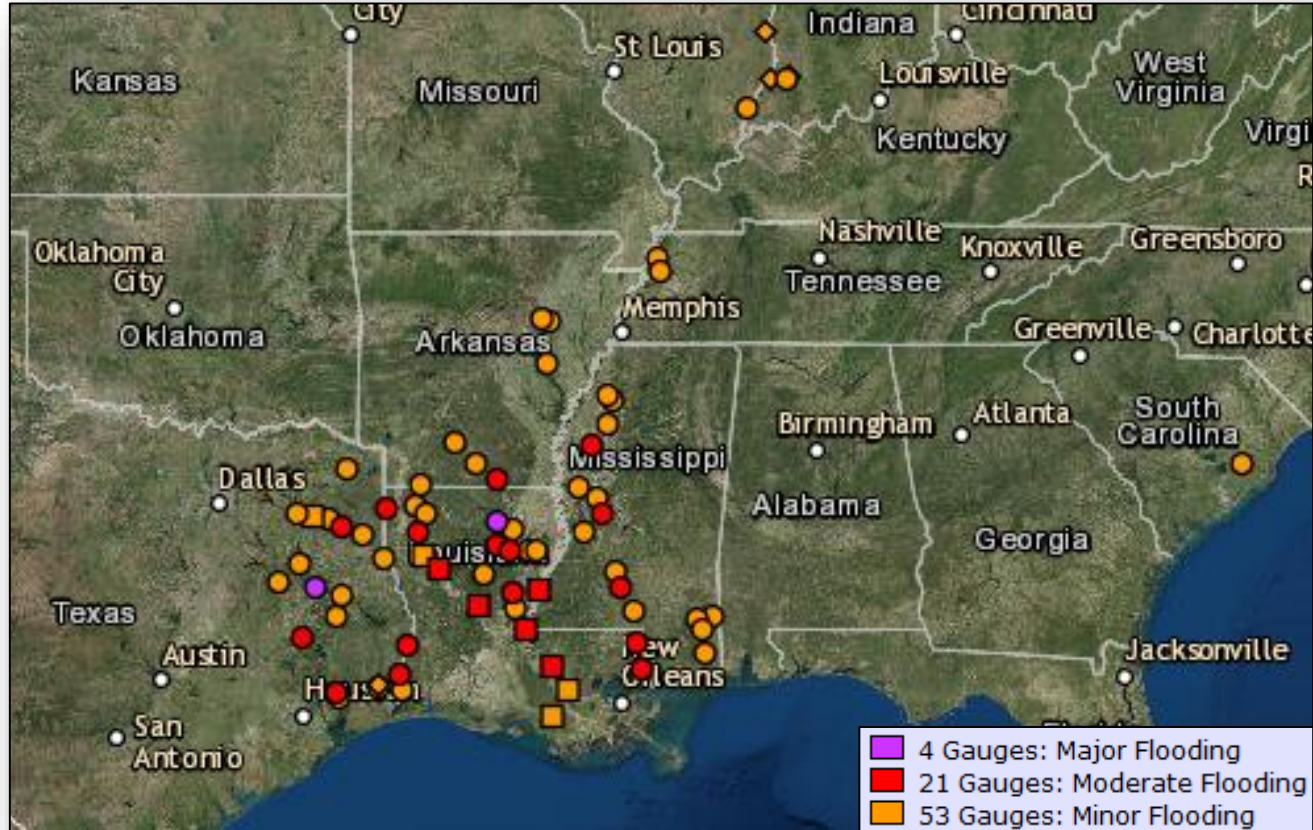 City
Indiana
Cincinnati
St Louis
Kansas
Missouri
Louisville
West
Virginia
Kentucky
Virgi
R
Oklahoma
City
Nashville
Knoxville
Greensboro
Tennessee
Memphis
Oklahoma
Arkansas
Greenville
Charlotte
Birmingham
Atlanta
South
Carolina
Dallas
Mississippi
Alabama
Georgia
Texas
Austin
New
Orleans
Jacksonville
San
Antonio
4 Gauges: Major Flooding
21 Gauges: Moderate Flooding
53 Gauges: Minor Flooding